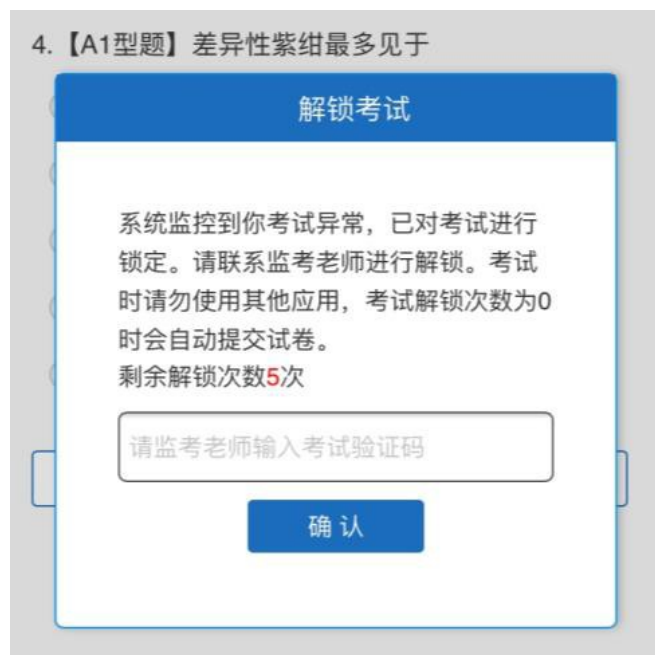 4.【A1型题】差异性紫绀最多见于
解锁考试
系统监控到你考试异常，已对考试进行
锁定。请联系监考老师进行解锁。考试
时请勿使用其他应用，考试解锁次数为0
时会自动提交试卷。
剩余解锁次数5次
请监考老师输入考试验证码
确 认